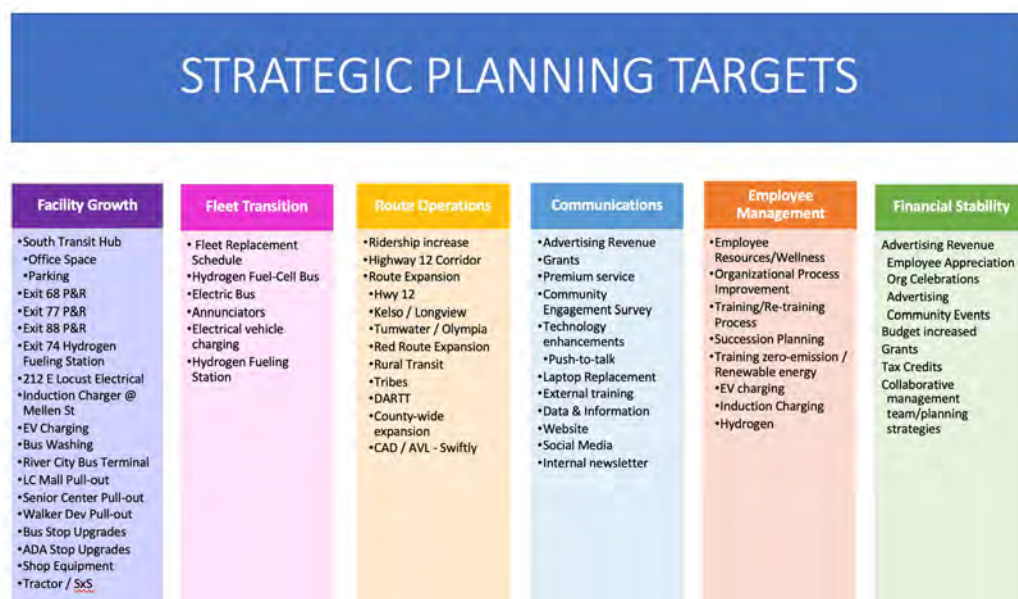 STRATEGIC PLANNING TARGETS
Facility Growth
•South Transit Hub
•Office Space
•Parking
•Exit 68 P&R
•Exit 77 P&R
•Exit 88 P&R
•Exit 74 Hydrogen
Fueling Station
•212 E Locust Electrical
•Induction Charger @
Mellen St
•EV Charging
•Bus Washing
•River City Bus Terminal
•LC Mall Pull-out
•Senior Center Pull-out
•Walker Dev Pull-out
•Bus Stop Upgrades
•ADA Stop Upgrades
•Shop Equipment
•Tractor / SxS
Fleet Transition
• Fleet Replacement
Schedule
•Hydrogen Fuel-Cell Bus
•Electric Bus
•Annunciators
•Electrical vehicle
charging
•Hydrogen Fueling
Station
Route Operations
•Ridership increase
•Highway 12 Corridor
•Route Expansion
•Hwy 12
•Kelso / Longview
•Tumwater / Olympia
•Red Route Expansion
•Rural Transit
•Tribes
•DARTT
•County-wide
expansion
•CAD / AVL - Swiftly
Communications
•Advertising Revenue
•Grants
•Premium service
•Community
Engagement Survey
•Technology
enhancements
•Push-to-talk
•Laptop Replacement
•External training
•Data & Information
•Website
•Social Media
•Internal newsletter
Employee
Management
•Employee
Resources/Wellness
•Organizational Process
Improvement
•Training/Re-training
Process
•Succession Planning
•Training zero-emission /
Renewable energy
•EV charging
•Induction Charging
•Hydrogen
Financial Stability
Advertising Revenue
Employee Appreciation
Org Celebrations
Advertising
Community Events
Budget increased
Grants
Tax Credits
Collaborative
management
team/planning
strategies